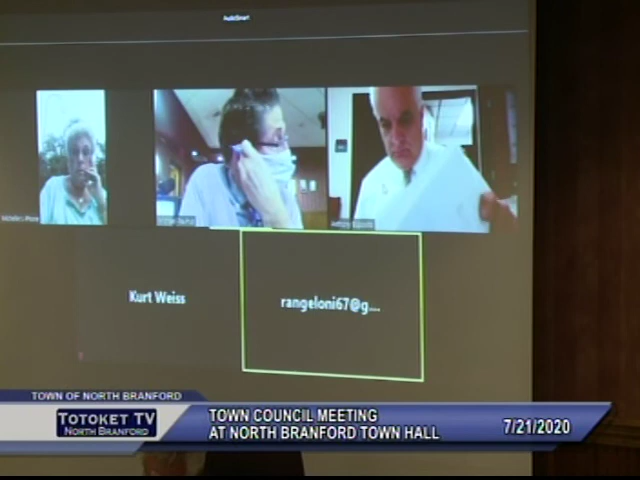 Kurt Weiss
rangeloni67@g...
TOWN OF NORTH BRANFORD
TOTOKET TV
NORTH BRANFORD
TOWN COUNCIL MEETING
AT NORTH BRANFORD TOWN HALL
7/21/2020